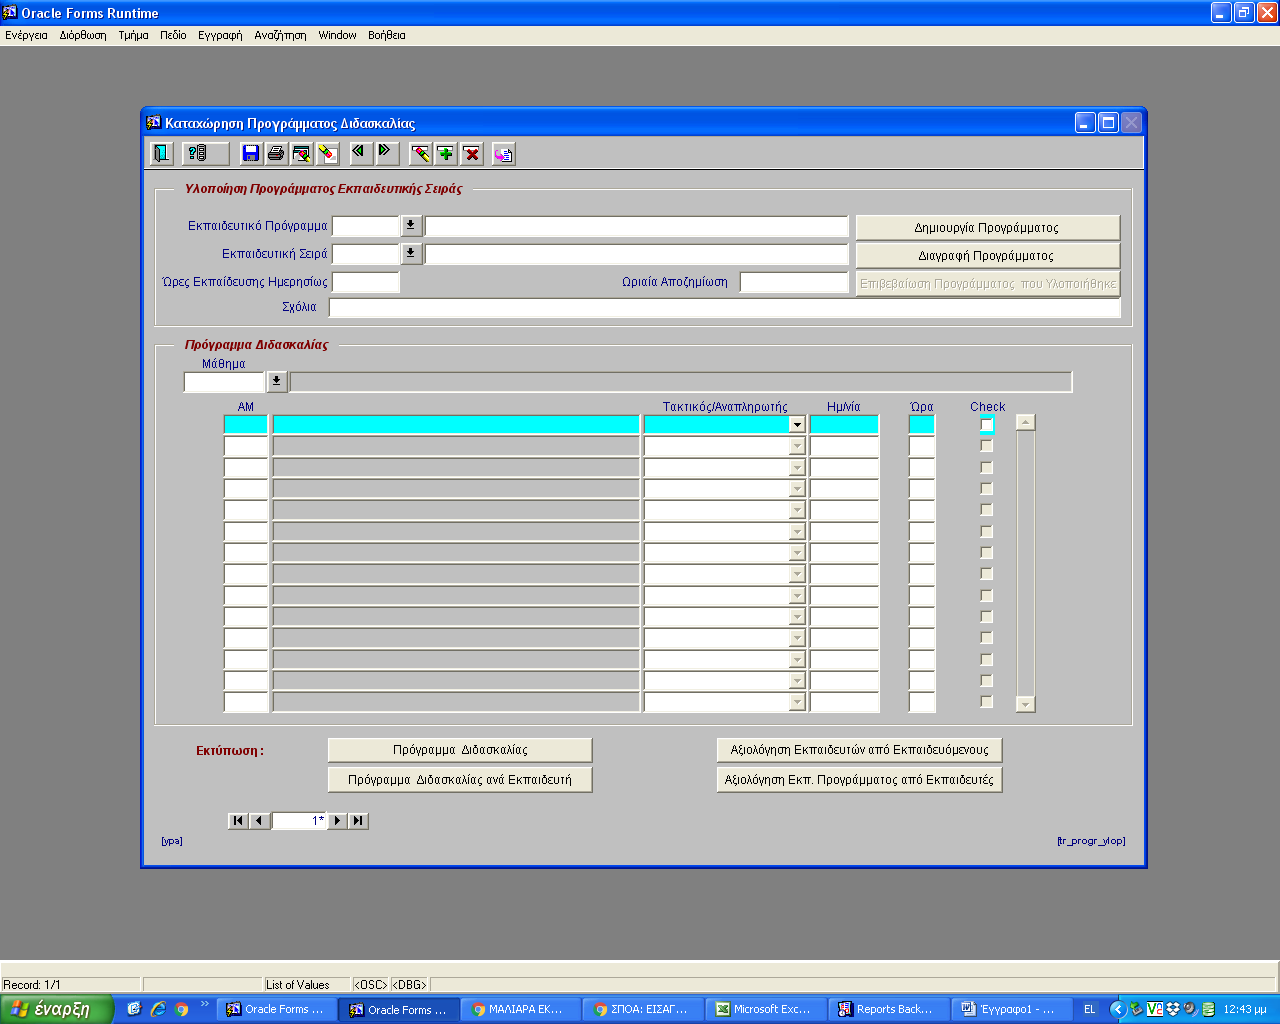 Oracle Forms Runtime
Ενέργεια Διόρθωση Τμήμα Πεδίο Εγγραφή Αναζήτηση Window Βοήθεια
Καταχώρηση Προγράμματος Διδασκαλίας
Υλοποίηση Προγράμματος Εκπαιδευτικής Σειράς
Εκπαιδευτικό Πρόγραμμα
Δημιουργία Προγράμματος
Εκπαιδευτική Σειρά
Διαγραφή Προγράμματος
Ώρες Εκπαίδευσης Ημερησίως
Ωριαία Αποζημίωση
Επιβεβαίωση Προγράμματος που Υλοποιήθηκε
Σχόλια
Πρόγραμμα Διδασκαλίας
Μάθημα
ΑΜ Τακτικός/Αναπληρωτής Ημ/νία Ώρα Check
Εκτύπωση :
Πρόγραμμα Διδασκαλίας
Αξιολόγηση Εκπαιδευτών από Εκπαιδευόμενους
Πρόγραμμα Διδασκαλίας ανά Εκπαιδευτή
Αξιολόγηση Εκπ. Προγράμματος από Εκπαιδευτές
1*
[ypa] [tr_progr_ylop]
Record: 1/1 List of Values <OSC> <DBG>
έναρξη Oracle Forms ... Oracle Forms ... ΜΑΛΙΑΡΑ ΕΚ... ΣΠΟΑ: ΕΙΣΑΓ... Microsoft Exc... Reports Back... Έγγραφο1 - ... EL 12:43 μμ